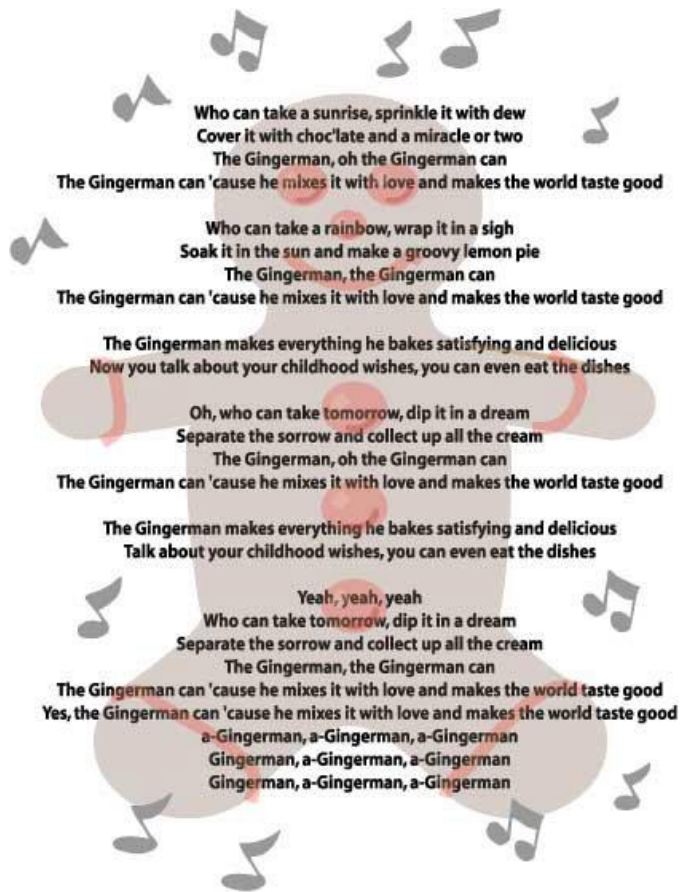 Who can take a sunrise, sprinkle it with dew
Cover it with choc'late and a miracle or two
The Gingerman, oh the Gingerman can
The Gingerman can 'cause he mixes it with love and makes the world taste good
Who can take a rainbow, wrap it in a sigh
Soak it in the sun and make a groovy lemon pie
The Gingerman, the Gingerman can
The Gingerman can 'cause he mixes it with love and makes the world taste good
The Gingerman makes everything he bakes satisfying and delicious
Now you talk about your childhood wishes, you can even eat the dishes
Oh, who can take tomorrow, dip it in a dream
Separate the sorrow and collect up all the cream
The Gingerman, oh the Gingerman can
The Gingerman can 'cause he mixes it with love and makes the world taste good
The Gingerman makes everything he bakes satisfying and delicious
Talk about your childhood wishes, you can even eat the dishes
Yeah, yeah, yeah
Who can take tomorrow, dip it in a dream
Separate the sorrow and collect up all the cream
The Gingerman, the Gingerman can
The Gingerman can 'cause he mixes it with love and makes the world taste good
Yes, the Gingerman can 'cause he mixes it with love and makes the world taste good
a-Gingerman, a-Gingerman, a-Gingerman
Gingerman, a-Gingerman, a-Gingerman
Gingerman, a-Gingerman, a-Gingerman